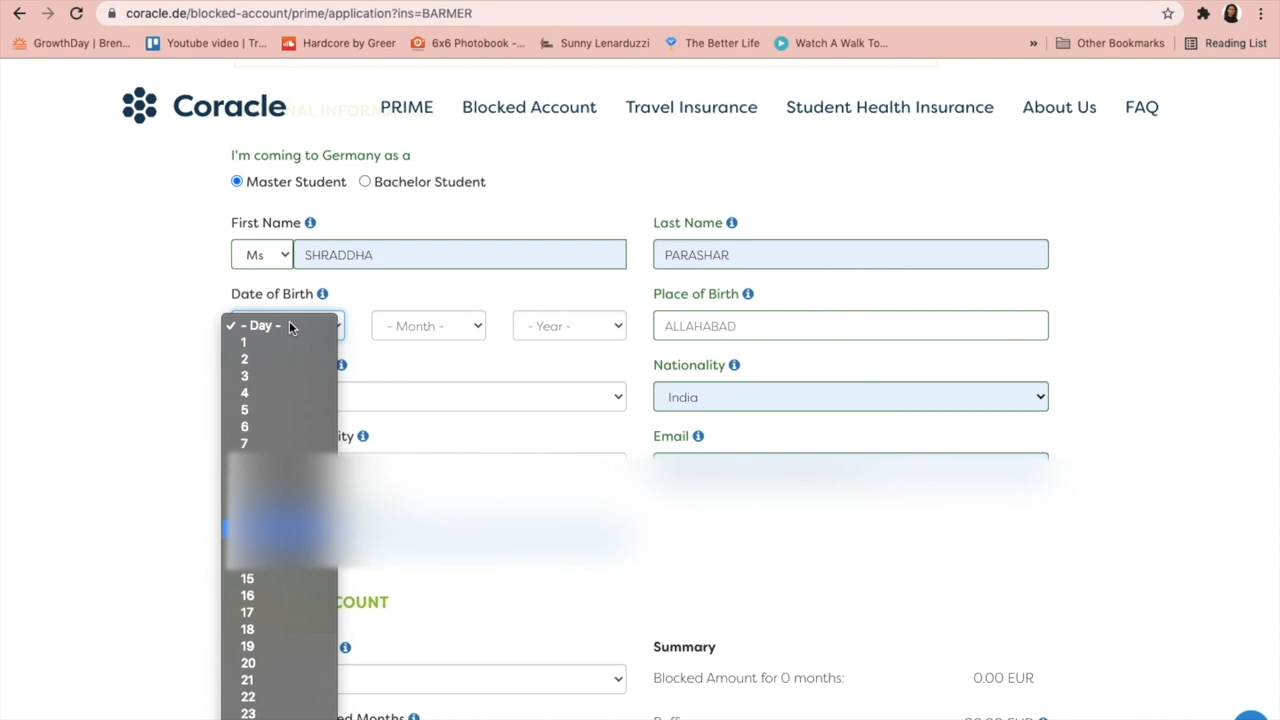 coracle.de/blocked-account/prime/application?ins=BARMER
GrowthDay | Bren... Youtube video | Tr... Hardcore by Greer 6x6 Photobook -... Sunny Lenarduzzi The Better Life Watch A Walk To... » Other Bookmarks Reading List
Coracle PRIME Blocked Account Travel Insurance Student Health Insurance About Us FAQ
I'm coming to Germany as a
Master Student Bachelor Student
First Name Last Name
Ms SHRADDHA PARASHAR
Date of Birth Place of Birth
- Day - - Month - - Year - ALLAHABAD
1
2
3
Nationality
4
India
5
6
ity Email
7
15
16
COUNT
17
18
19
Summary
20
Blocked Amount for 0 months: 0.00 EUR
21
22
23
ed Months